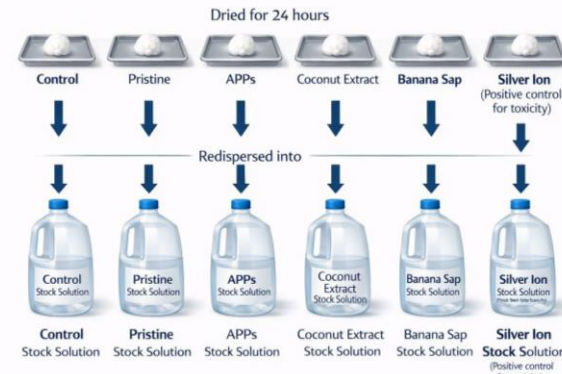 Dried for 24 hours
Control
Pristine
APPs
Coconut Extract
Banana Sap
Silver Ion
(Positive control
for toxicity)
Redispersed into
Control
Stock Solution
Pristine
Stock Solution
APPs
Stock Solution
Coconut
Extract
Stock Solution
Banana Sap
Stock Solution
Silver Ion
Stock Solution
Control
Stock Solution
Pristine
Stock Solution
APPs
Stock Solution
Coconut Extract
Stock Solution
Banana Sap
Stock Solution
Silver Ion
Stock Solution
(Positive control